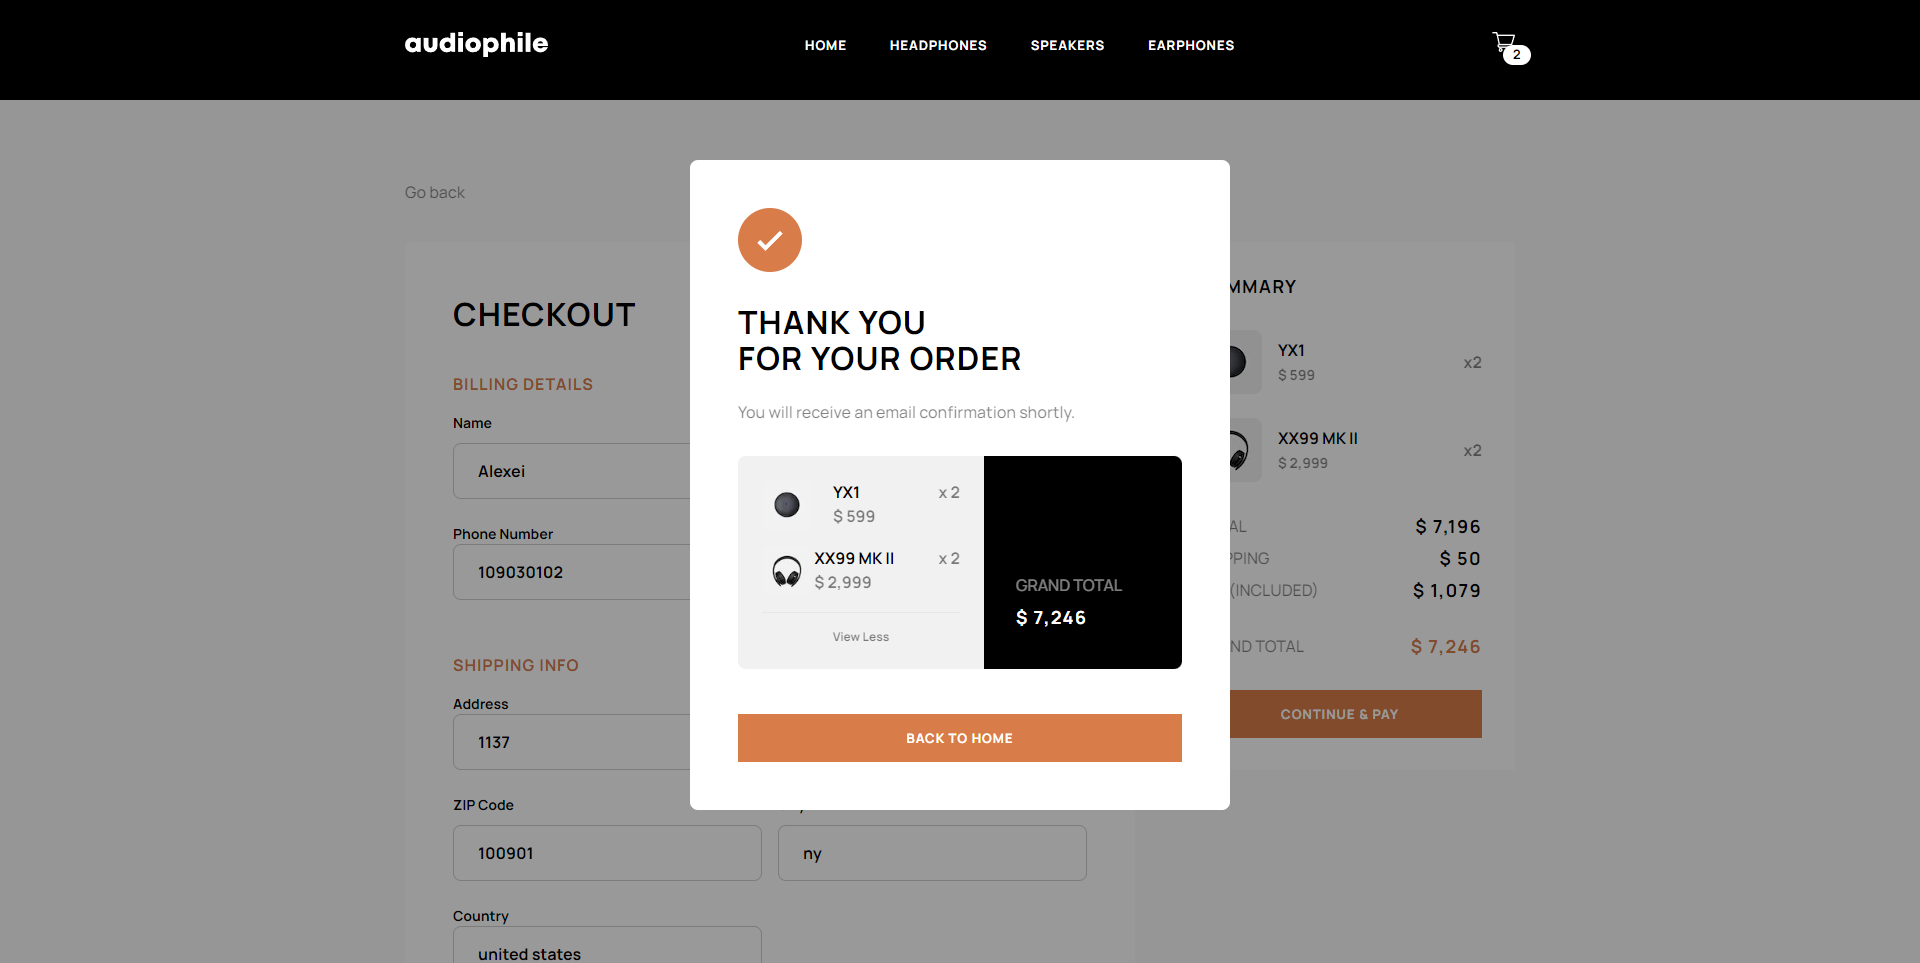 audiophile
HOME HEADPHONES SPEAKERS EARPHONES
2
Go back
CHECKOUT
BILLING DETAILS
Name
Alexei
Phone Number
109030102
SHIPPING INFO
Address
1137
ZIP Code
100901
ny
Country
united states
THANK YOU
FOR YOUR ORDER
You will receive an email confirmation shortly.
YX1 x 2
$ 599
XX99 MK II x 2
$ 2,999
View Less
GRAND TOTAL
$ 7,246
BACK TO HOME
MMARY
YX1 x2
$ 599
XX99 MK II x2
$ 2,999
AL $ 7,196
PPING $ 50
(INCLUDED) $ 1,079
ND TOTAL $ 7,246
CONTINUE & PAY